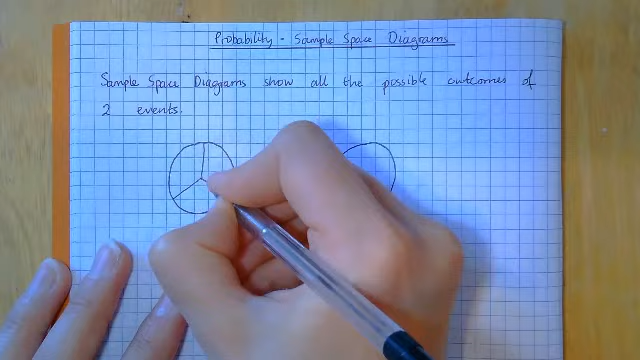 Probability - Sample Space Diagrams
Sample Space Diagrams show all the possible outcomes of
2 events.